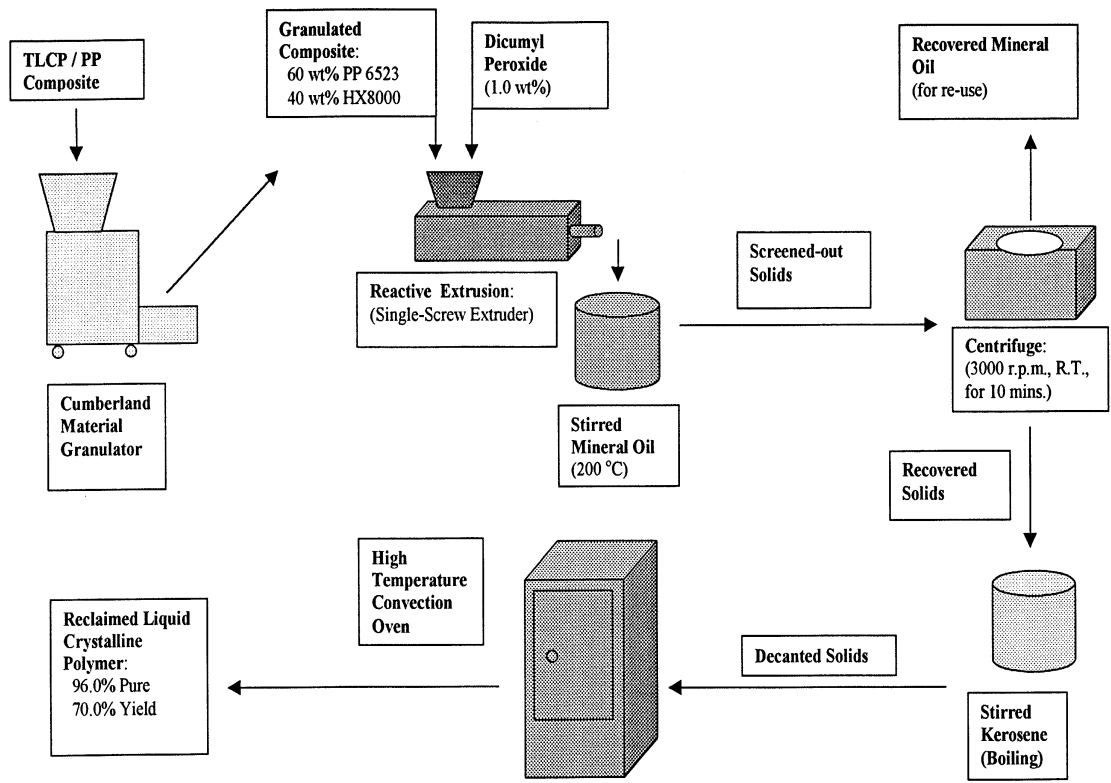 TLCP / PP
Composite
Granulated
Composite:
60 wt% PP 6523
40 wt% HX8000
Dicumyl
Peroxide
(1.0 wt%)
Recovered Mineral
Oil
(for re-use)
Reactive Extrusion:
(Single-Screw Extruder)
Screened-out
Solids
Centrifuge:
(3000 r.p.m., R.T.,
for 10 mins.)
Cumberland
Material
Granulator
Stirred
Mineral Oil
(200 °C)
Recovered
Solids
High
Temperature
Convection
Oven
Reclaimed Liquid
Crystalline
Polymer:
96.0% Pure
70.0% Yield
Decanted Solids
Stirred
Kerosene
(Boiling)